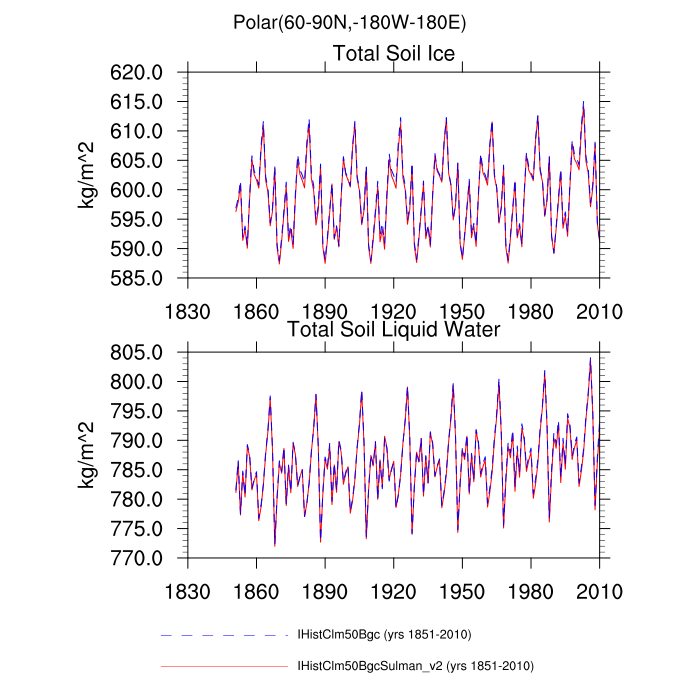 Polar(60-90N,-180W-180E)
Total Soil Ice
620.0
615.0
610.0
605.0
600.0
595.0
590.0
585.0
kg/m^2
1830 1860 1890 1920 1950 1980 2010
Total Soil Liquid Water
805.0
800.0
795.0
790.0
785.0
780.0
775.0
770.0
kg/m^2
1830 1860 1890 1920 1950 1980 2010
IHistClm50Bgc (yrs 1851-2010)
IHistClm50BgcSulman_v2 (yrs 1851-2010)